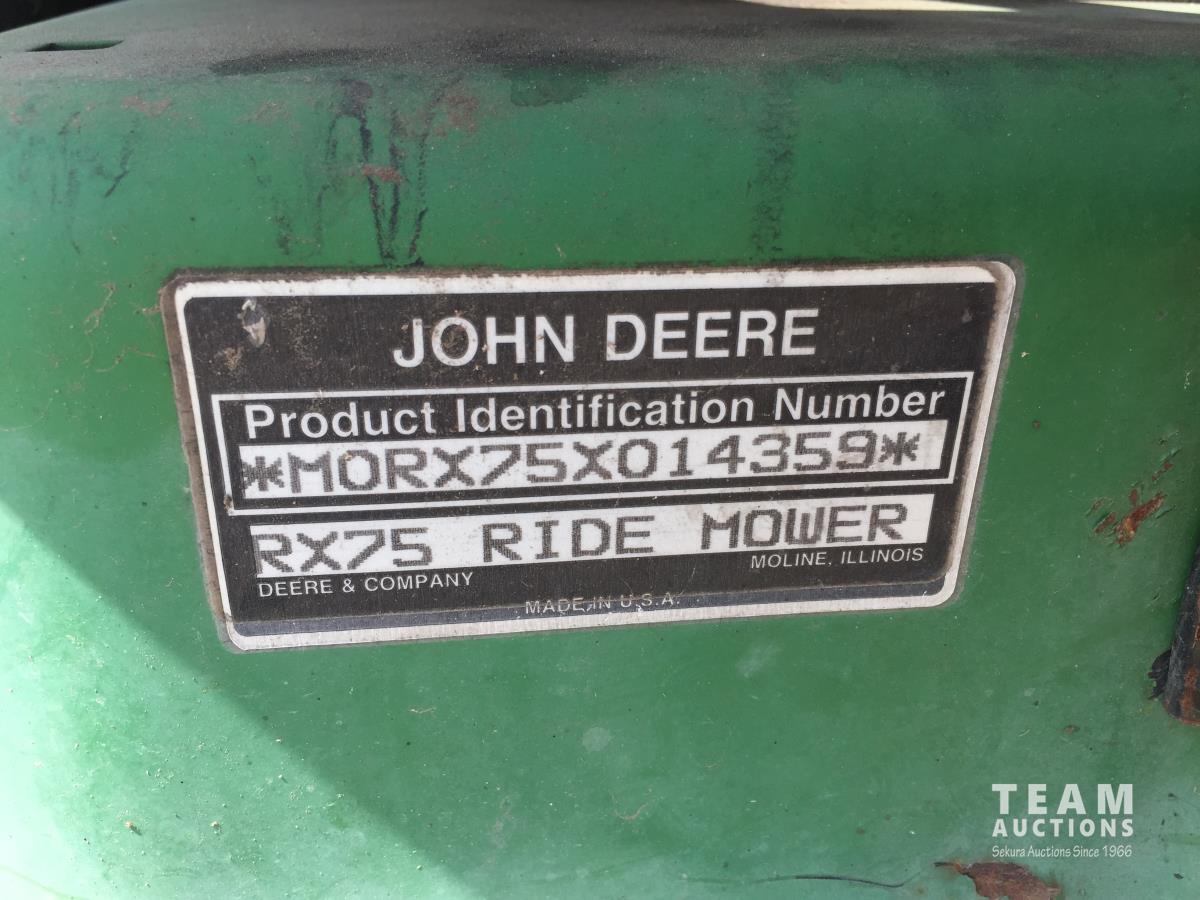 JOHN DEERE
Product Identification Number
*M0RX75X014359*
RX75 RIDE MOWER
DEERE & COMPANY MOLINE, ILLINOIS
MADE IN U.S.A.
TEAM
AUCTIONS
Sekura Auctions Since 1966